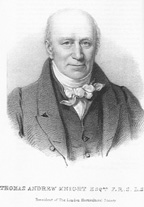 THOMAS ANDREW KNIGHT ESQRE F.R.S. L.S.
President of The London Horticultural Society